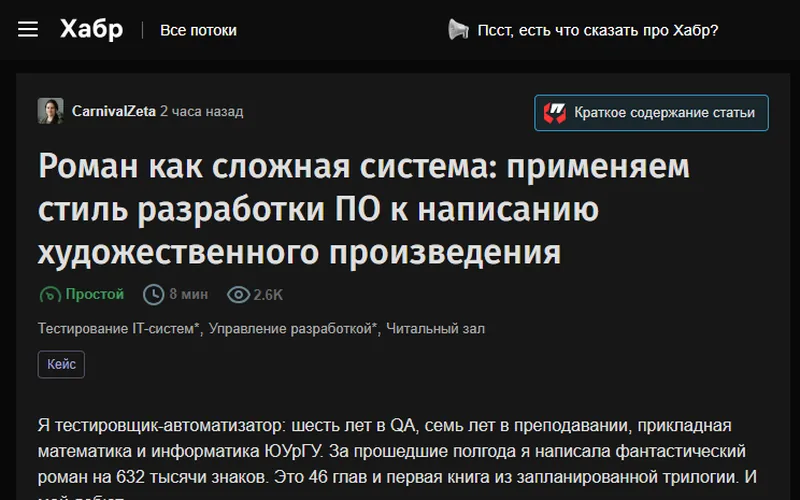 Хабр
Все потоки
Псст, есть что сказать про Хабр?
CarnivalZeta 2 часа назад
Краткое содержание статьи
Роман как сложная система: применяем
стиль разработки ПО к написанию
художественного произведения
Простой
8 мин
2.6K
Тестирование IT-систем*, Управление разработкой*, Читальный зал
Кейс
Я тестировщик-автоматизатор: шесть лет в QA, семь лет в преподавании, прикладная
математика и информатика ЮУрГУ. За прошедшие полгода я написала фантастический
роман на 632 тысячи знаков. Это 46 глав и первая книга из запланированной трилогии. И